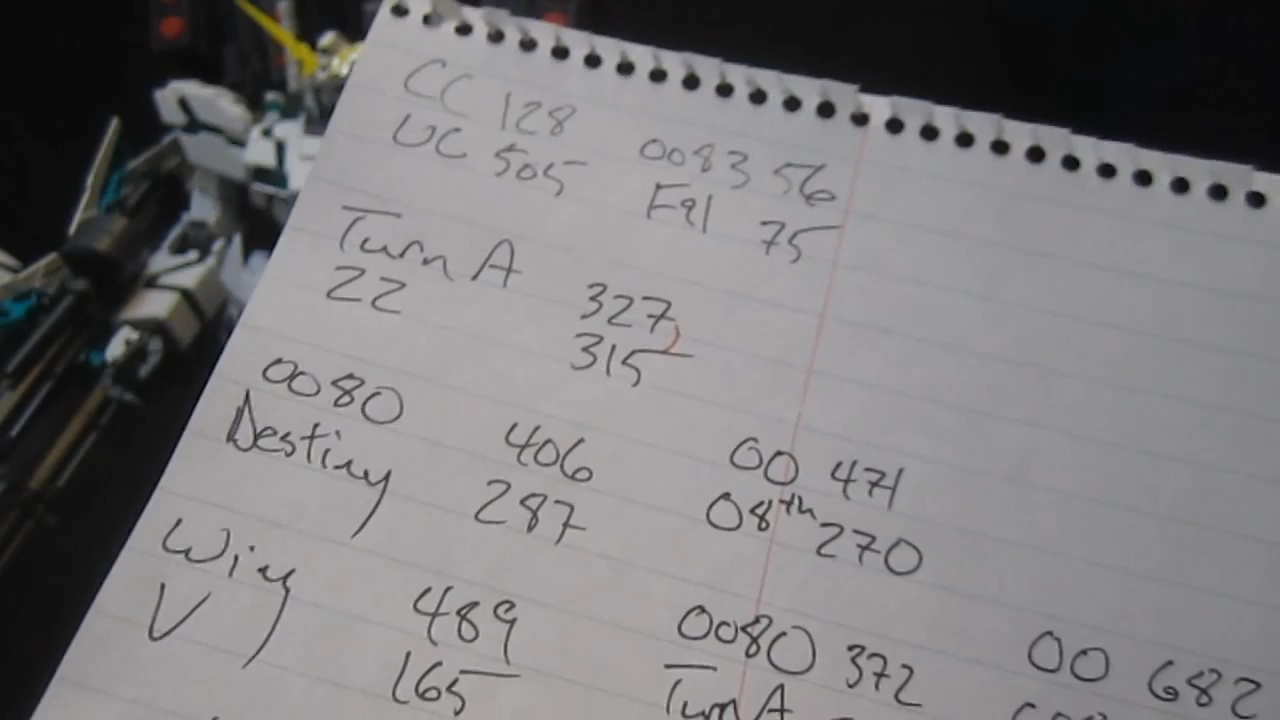 CC 128
UC 505
0083 56
F91 75
Turn A 327
ZZ 315
0080 406
Destiny 287
00 471
08th 270
Wing 489
V 165
0080 372
Turn A
00 682